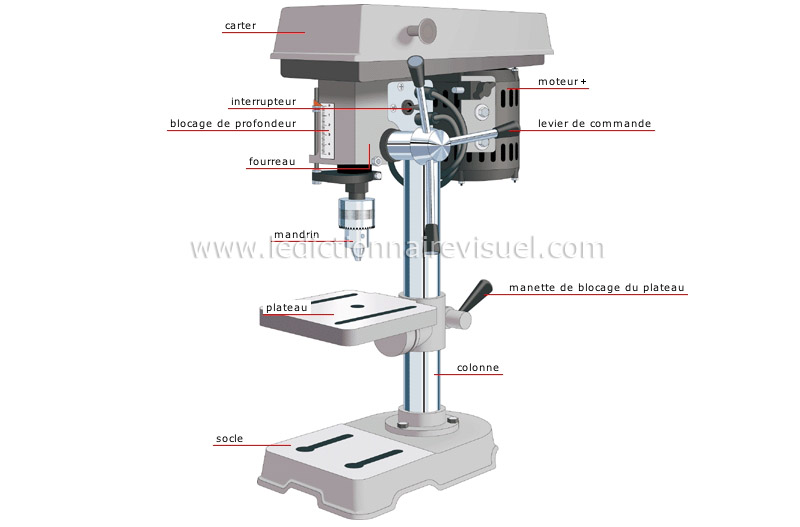 carter
moteur +
interrupteur
blocage de profondeur
levier de commande
fourreau
mandrin
www.ledictionnairevisuel.com
manette de blocage du plateau
plateau
colonne
socle